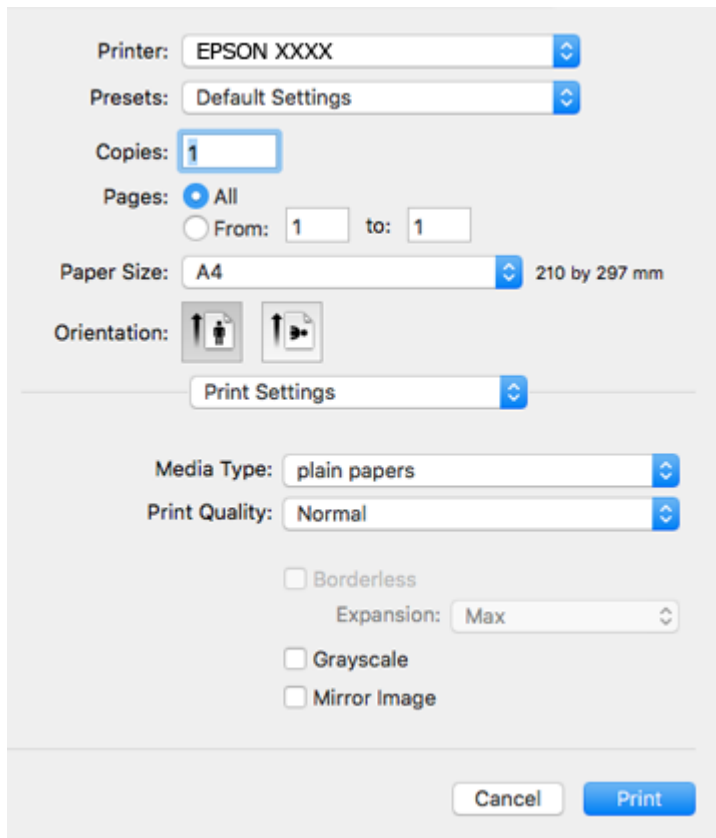 Printer: EPSON XXXX
Presets: Default Settings
Copies: 1
Pages: All
From: 1 to: 1
Paper Size: A4 210 by 297 mm
Orientation:
Print Settings
Media Type: plain papers
Print Quality: Normal
Borderless
Expansion: Max
Grayscale
Mirror Image
Cancel Print